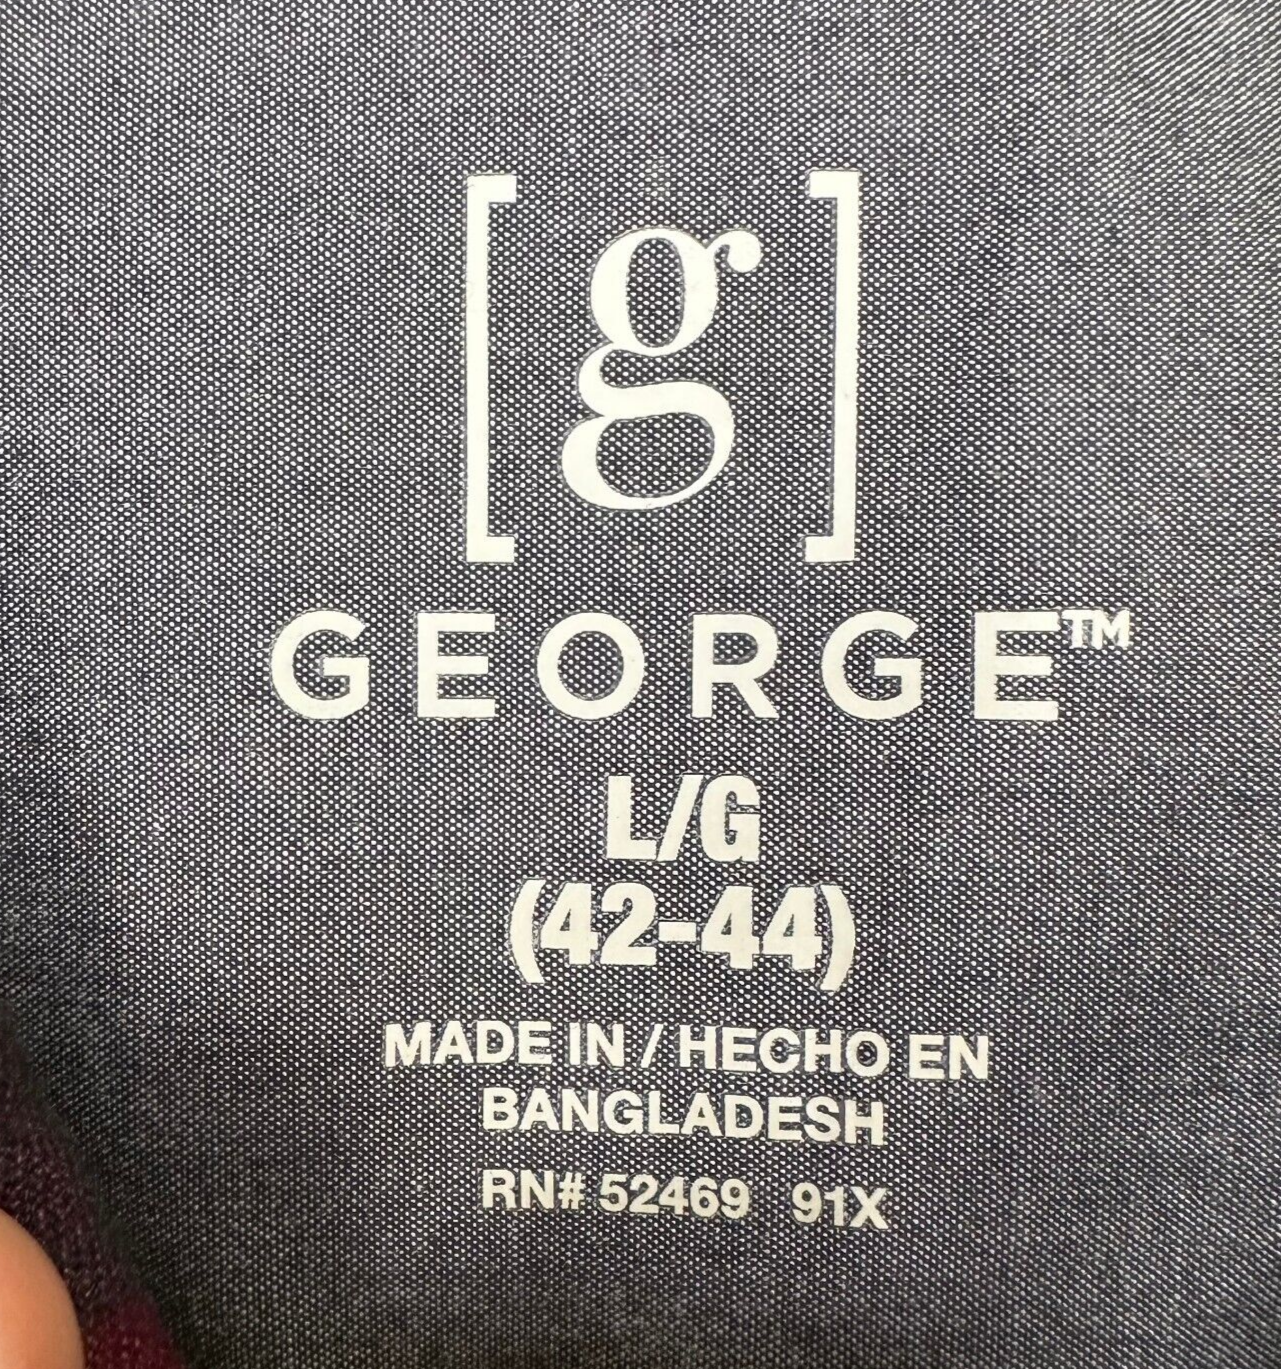 [g]
GEORGE™
L/G
(42-44)
MADE IN / HECHO EN
BANGLADESH
RN# 52469 91X